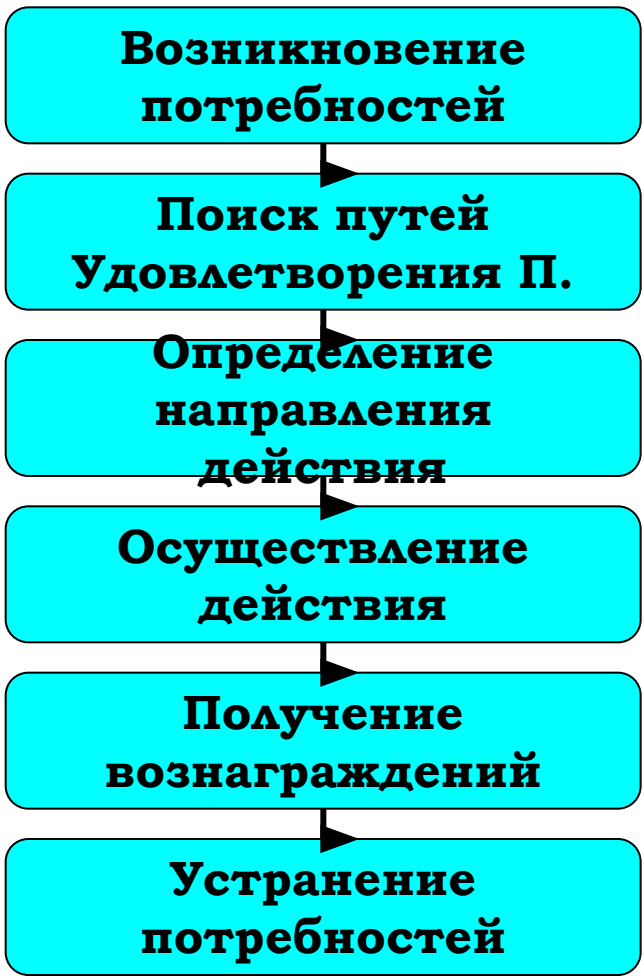 Возникновение
потребностей
Поиск путей
Удовлетворения П.
Определение
направления
действия
Осуществление
действия
Получение
вознаграждений
Устранение
потребностей